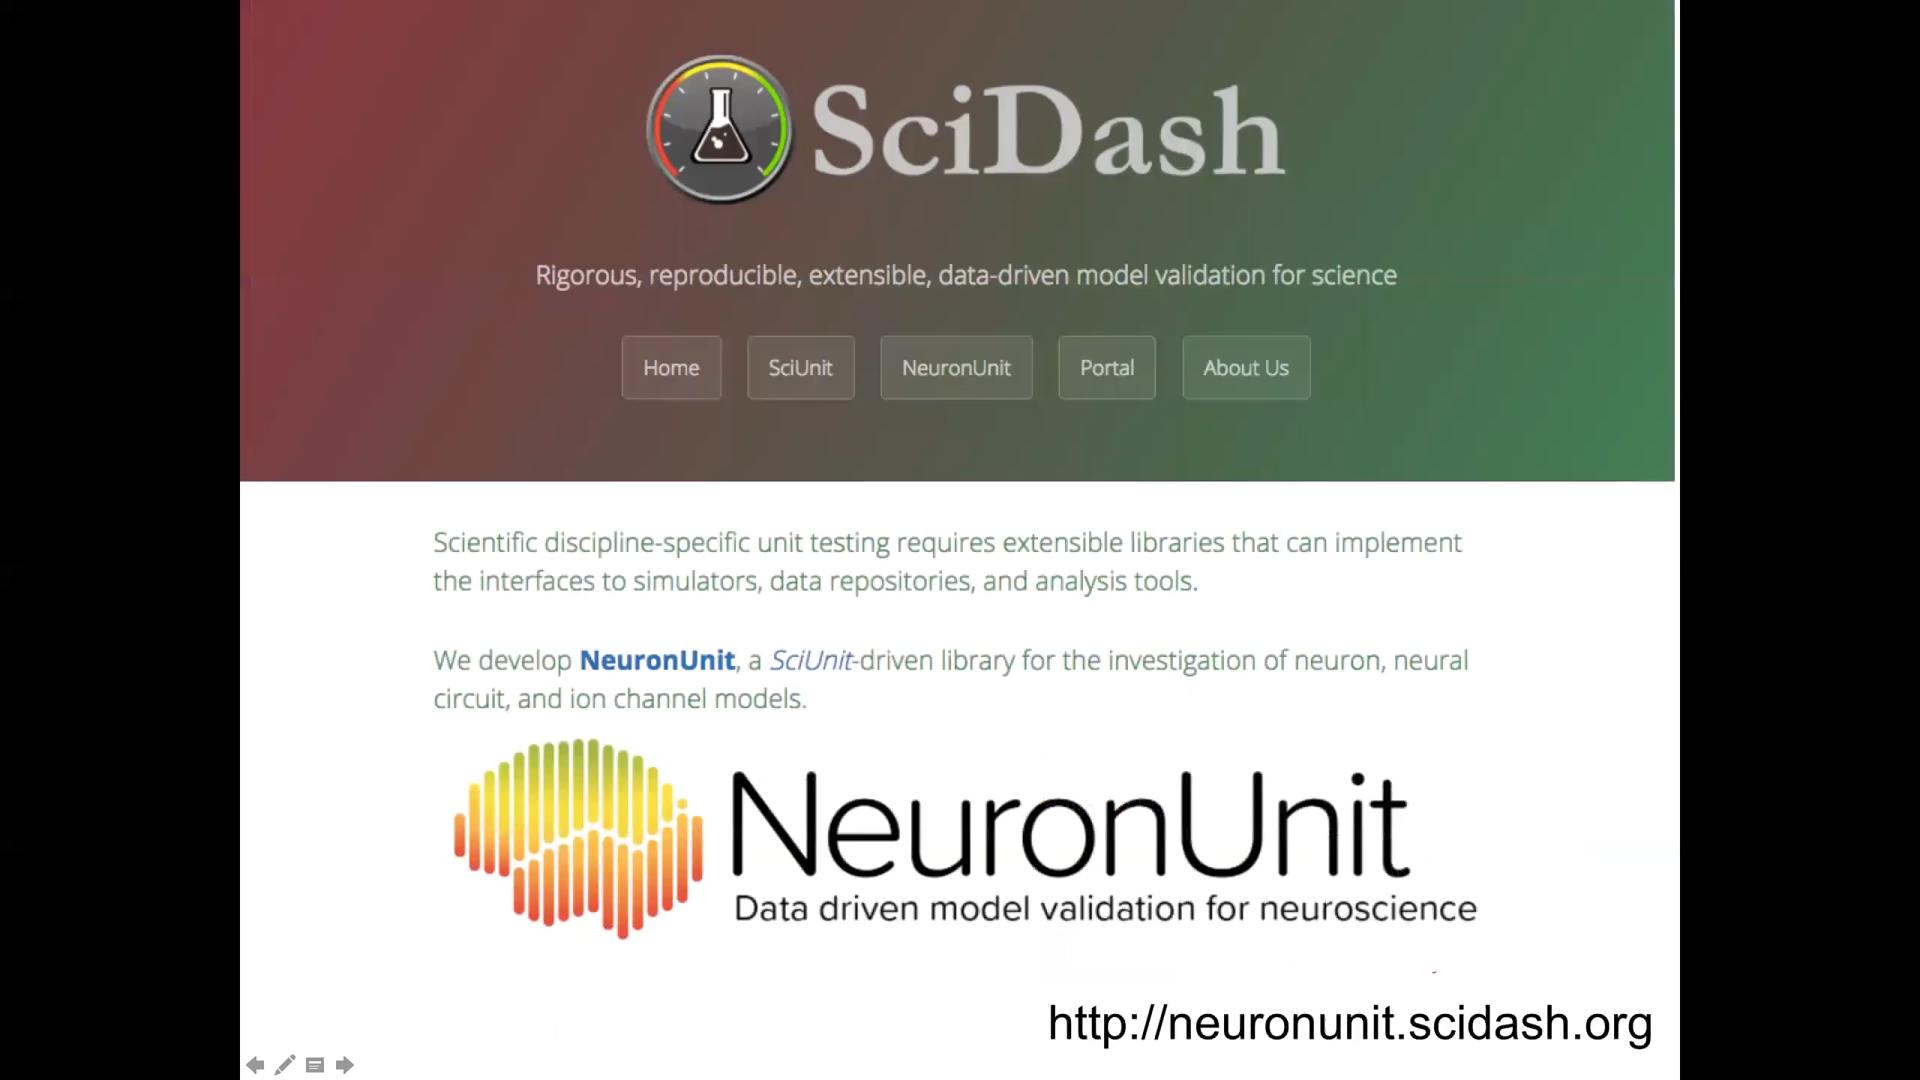 SciDash
Rigorous, reproducible, extensible, data-driven model validation for science
Home SciUnit NeuronUnit Portal About Us
Scientific discipline-specific unit testing requires extensible libraries that can implement
the interfaces to simulators, data repositories, and analysis tools.
We develop NeuronUnit, a SciUnit-driven library for the investigation of neuron, neural
circuit, and ion channel models.
NeuronUnit
Data driven model validation for neuroscience
http://neuronunit.scidash.org